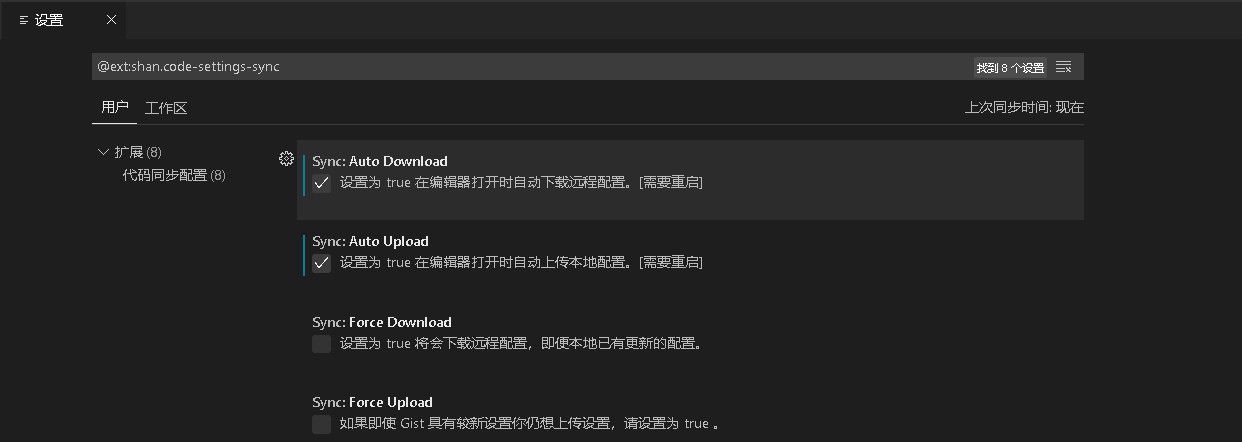 设置
@ext:shan.code-settings-sync
找到 8 个设置
用户 工作区
上次同步时间: 现在
扩展 (8)
代码同步配置 (8)
Sync: Auto Download
设置为 true 在编辑器打开时自动下载远程配置。[需要重启]
Sync: Auto Upload
设置为 true 在编辑器打开时自动上传本地配置。[需要重启]
Sync: Force Download
设置为 true 将会下载远程配置，即便本地已有更新的配置。
Sync: Force Upload
如果即使 Gist 具有较新设置你仍想上传设置，请设置为 true 。